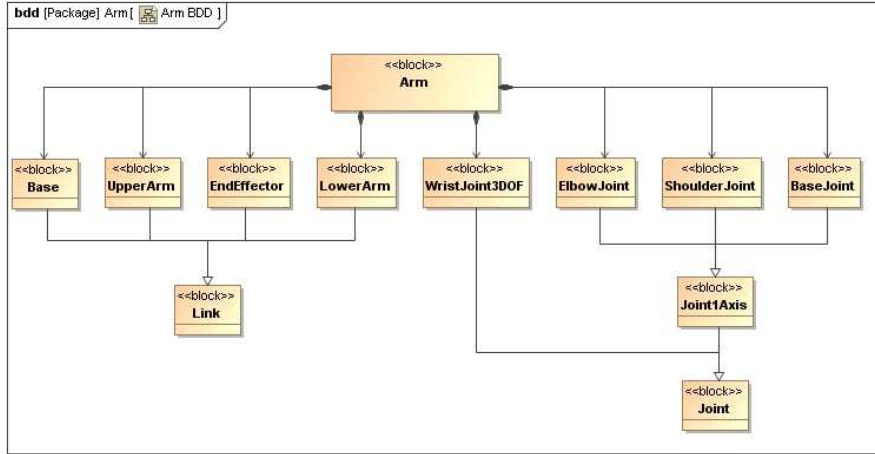 bdd [Package] Arm [ Arm BDD ]
<<block>>
Arm
<<block>>
Base
<<block>>
UpperArm
<<block>>
EndEffector
<<block>>
LowerArm
<<block>>
WristJoint3DOF
<<block>>
ElbowJoint
<<block>>
ShoulderJoint
<<block>>
BaseJoint
<<block>>
Link
<<block>>
Joint1Axis
<<block>>
Joint